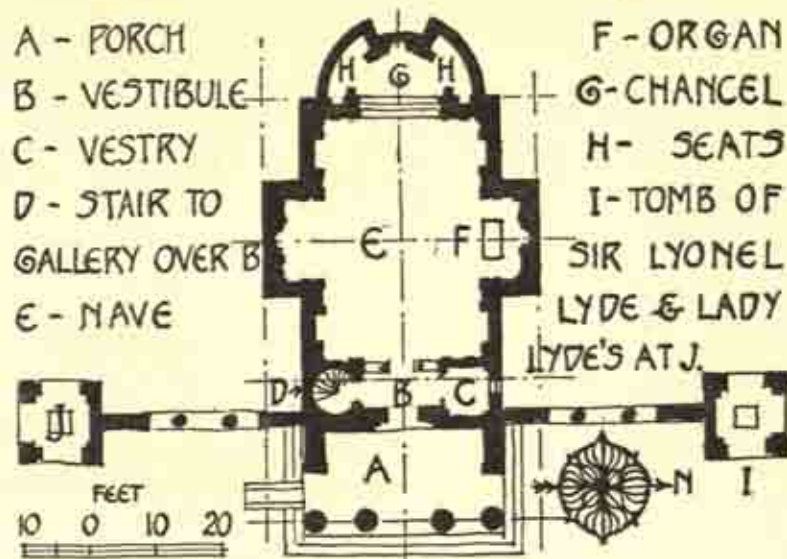 A - PORCH
B - VESTIBULE
C - VESTRY
D - STAIR TO
GALLERY OVER B
E - NAVE
F - ORGAN
G - CHANCEL
H - SEATS
I - TOMB OF
SIR LYONEL
LYDE & LADY
LYDE'S AT J.
H G H
E F
D B C
J
A
N I
FEET
10 0 10 20